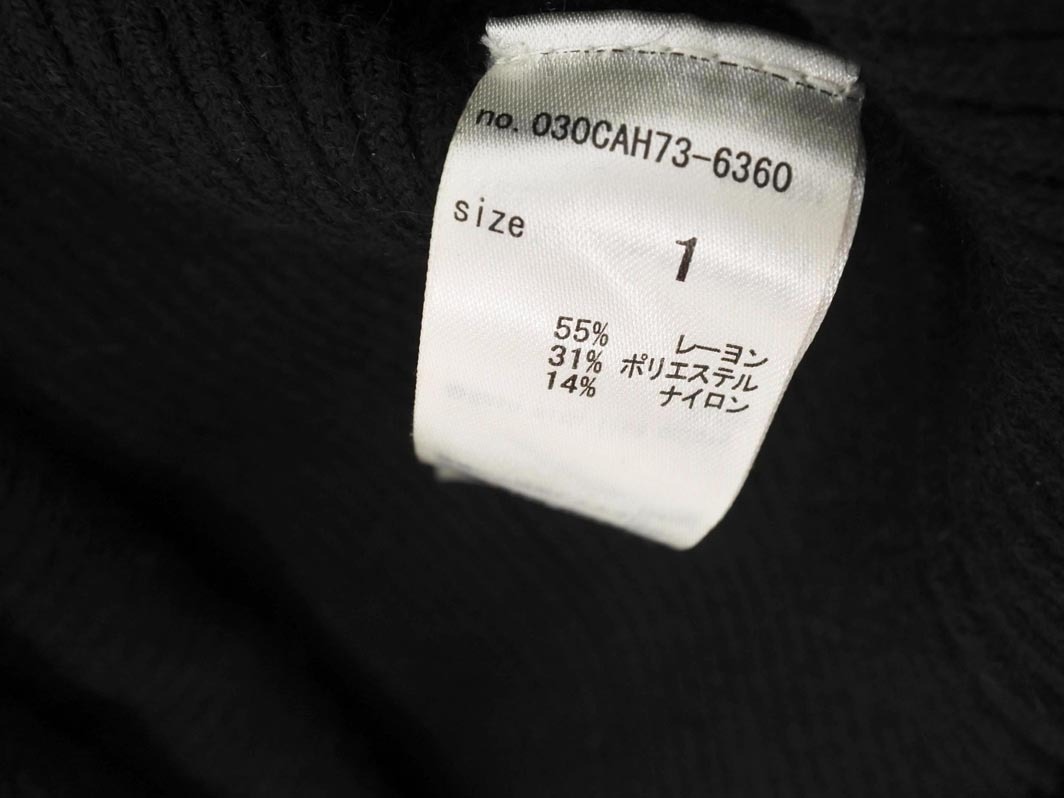 no. 030CAH73-6360
size 1
55% レーヨン
31% ポリエステル
14% ナイロン